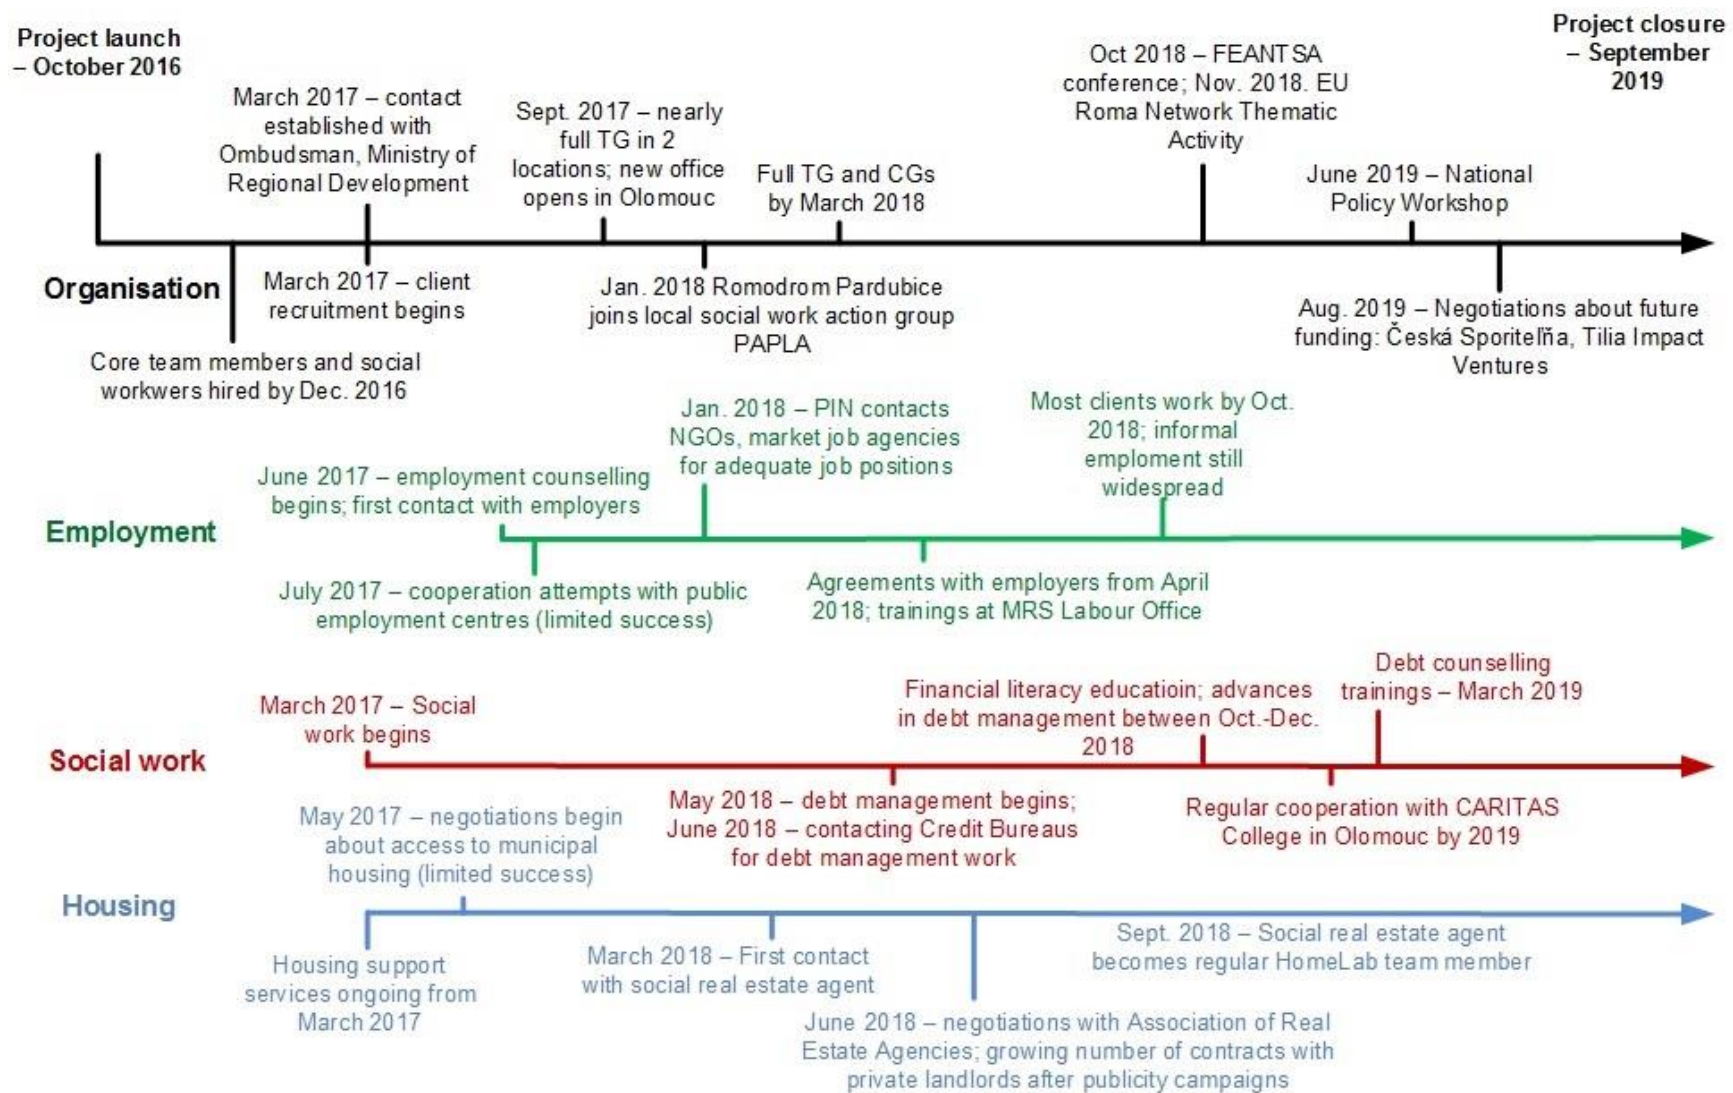 Project launch
– October 2016
Project closure
– September
2019
March 2017 – contact
established with
Ombudsman, Ministry of
Regional Development
Sept. 2017 – nearly
full TG in 2
locations; new office
opens in Olomouc
Full TG and CGs
by March 2018
Oct 2018 – FEANTSA
conference; Nov. 2018. EU
Roma Network Thematic
Activity
June 2019 – National
Policy Workshop
Organisation
Core team members and social
workwers hired by Dec. 2016
March 2017 – client
recruitment begins
Jan. 2018 Romodrom Pardubice
joins local social work action group
PAPLA
Aug. 2019 – Negotiations about future
funding: Česká Sporiteľňa, Tilia Impact
Ventures
Employment
June 2017 – employment counselling
begins; first contact with employers
Jan. 2018 – PIN contacts
NGOs, market job agencies
for adequate job positions
Most clients work by Oct.
2018; informal
emploment still
widespread
July 2017 – cooperation attempts with public
employment centres (limited success)
Agreements with employers from April
2018; trainings at MRS Labour Office
Social work
March 2017 – Social
work begins
Financial literacy educatioin; advances
in debt management between Oct.-Dec.
2018
Debt counselling
trainings – March 2019
May 2018 – debt management begins;
June 2018 – contacting Credit Bureaus
for debt management work
Regular cooperation with CARITAS
College in Olomouc by 2019
Housing
May 2017 – negotiations begin
about access to municipal
housing (limited success)
Housing support
services ongoing from
March 2017
March 2018 – First contact
with social real estate agent
June 2018 – negotiations with Association of Real
Estate Agencies; growing number of contracts with
private landlords after publicity campaigns
Sept. 2018 – Social real estate agent
becomes regular HomeLab team member